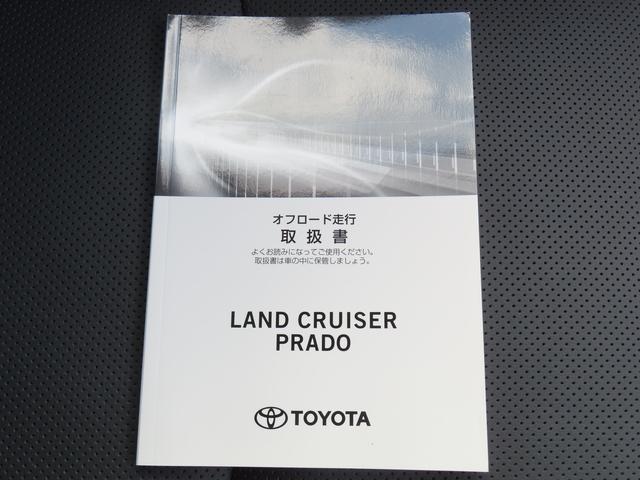 オフロード走行
取扱書
よくお読みになってご使用ください。
取扱書は車の中に保管しましょう。
LAND CRUISER
PRADO
TOYOTA